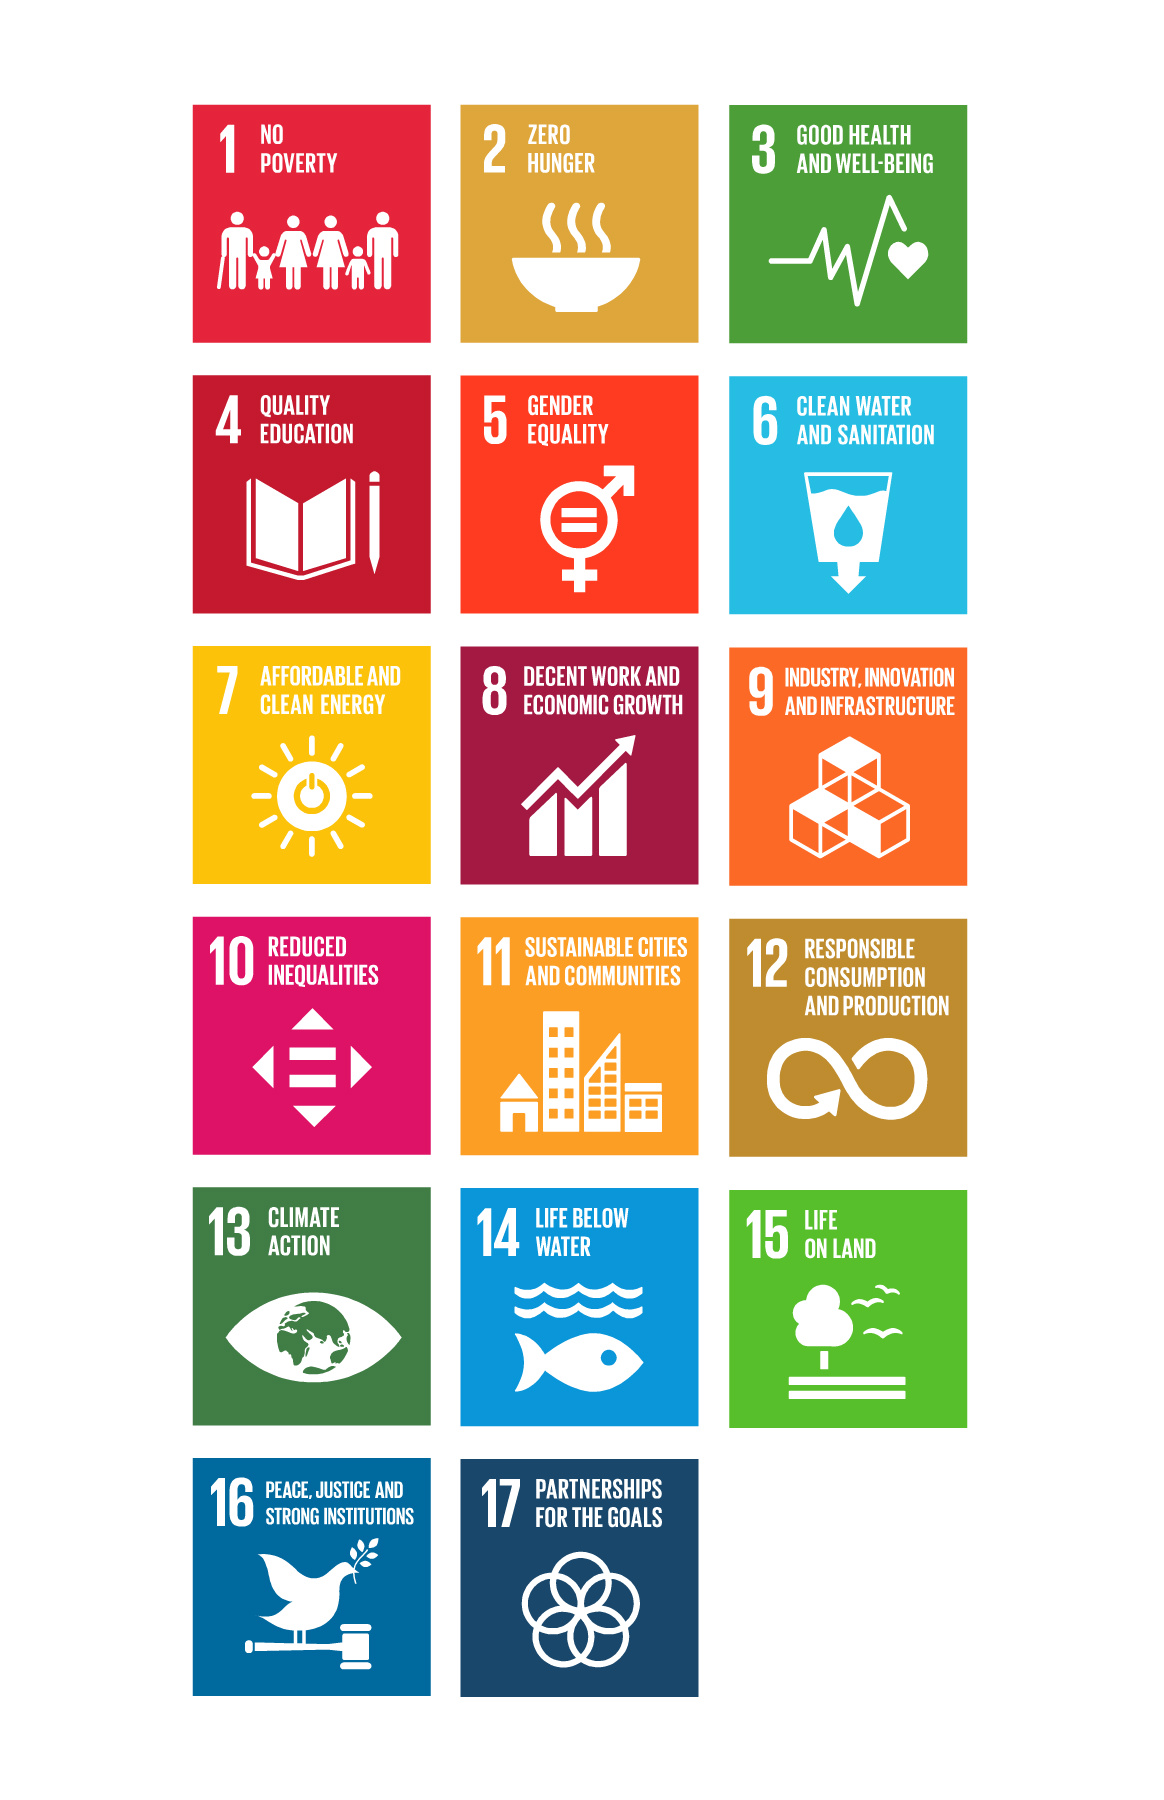 1 NO
POVERTY
2 ZERO
HUNGER
3 GOOD HEALTH
AND WELL-BEING
4 QUALITY
EDUCATION
5 GENDER
EQUALITY
6 CLEAN WATER
AND SANITATION
7 AFFORDABLE AND
CLEAN ENERGY
8 DECENT WORK AND
ECONOMIC GROWTH
9 INDUSTRY, INNOVATION
AND INFRASTRUCTURE
10 REDUCED
INEQUALITIES
11 SUSTAINABLE CITIES
AND COMMUNITIES
12 RESPONSIBLE
CONSUMPTION
AND PRODUCTION
13 CLIMATE
ACTION
14 LIFE BELOW
WATER
15 LIFE
ON LAND
16 PEACE, JUSTICE AND
STRONG INSTITUTIONS
17 PARTNERSHIPS
FOR THE GOALS